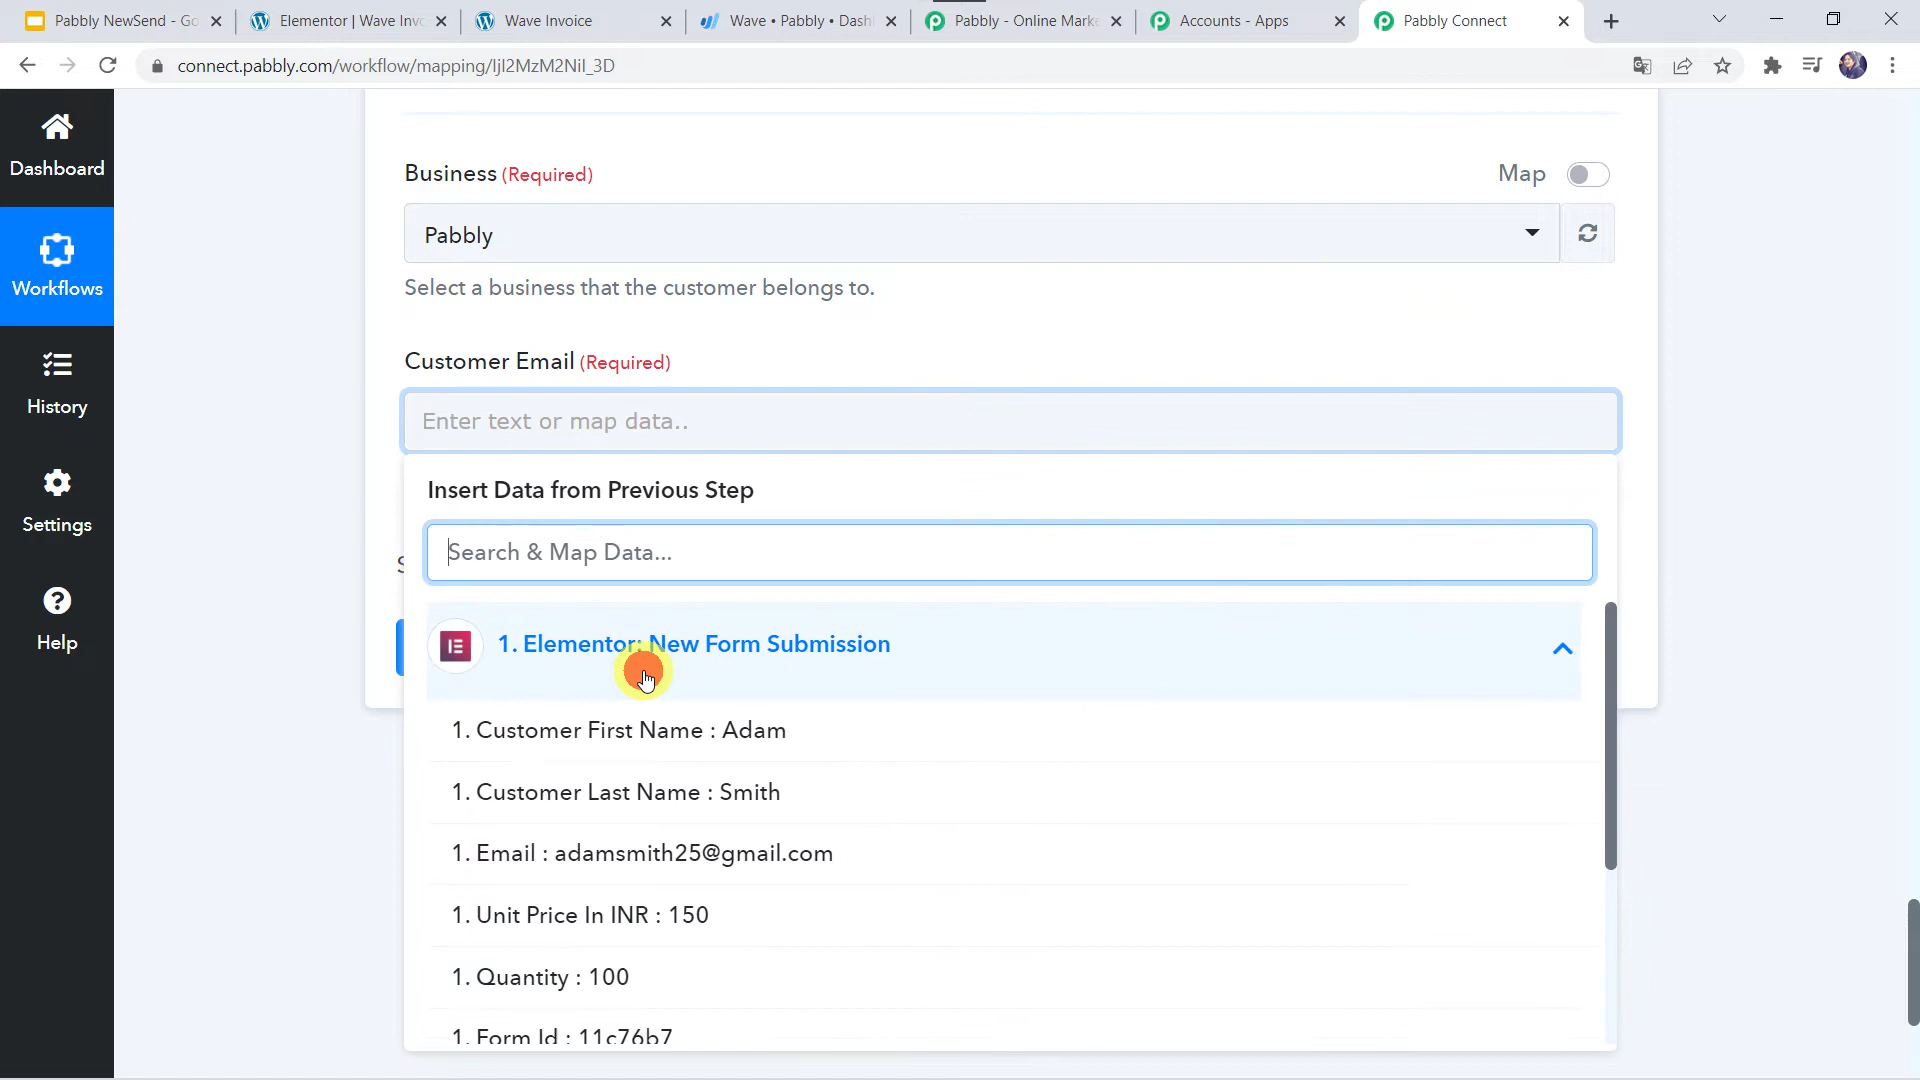 Pabbly NewSend - Go
Elementor | Wave Invo
Wave Invoice
Wave • Pabbly • Dash
Pabbly - Online Marke
Accounts - Apps
Pabbly Connect
connect.pabbly.com/workflow/mapping/IjI2MzM2NiI_3D
Dashboard
Workflows
History
Settings
Help
Business (Required)
Map
Pabbly
Select a business that the customer belongs to.
Customer Email (Required)
Enter text or map data..
Insert Data from Previous Step
Search & Map Data...
1. Elementor: New Form Submission
1. Customer First Name : Adam
1. Customer Last Name : Smith
1. Email : adamsmith25@gmail.com
1. Unit Price In INR : 150
1. Quantity : 100
1. Form Id : 11c76b7